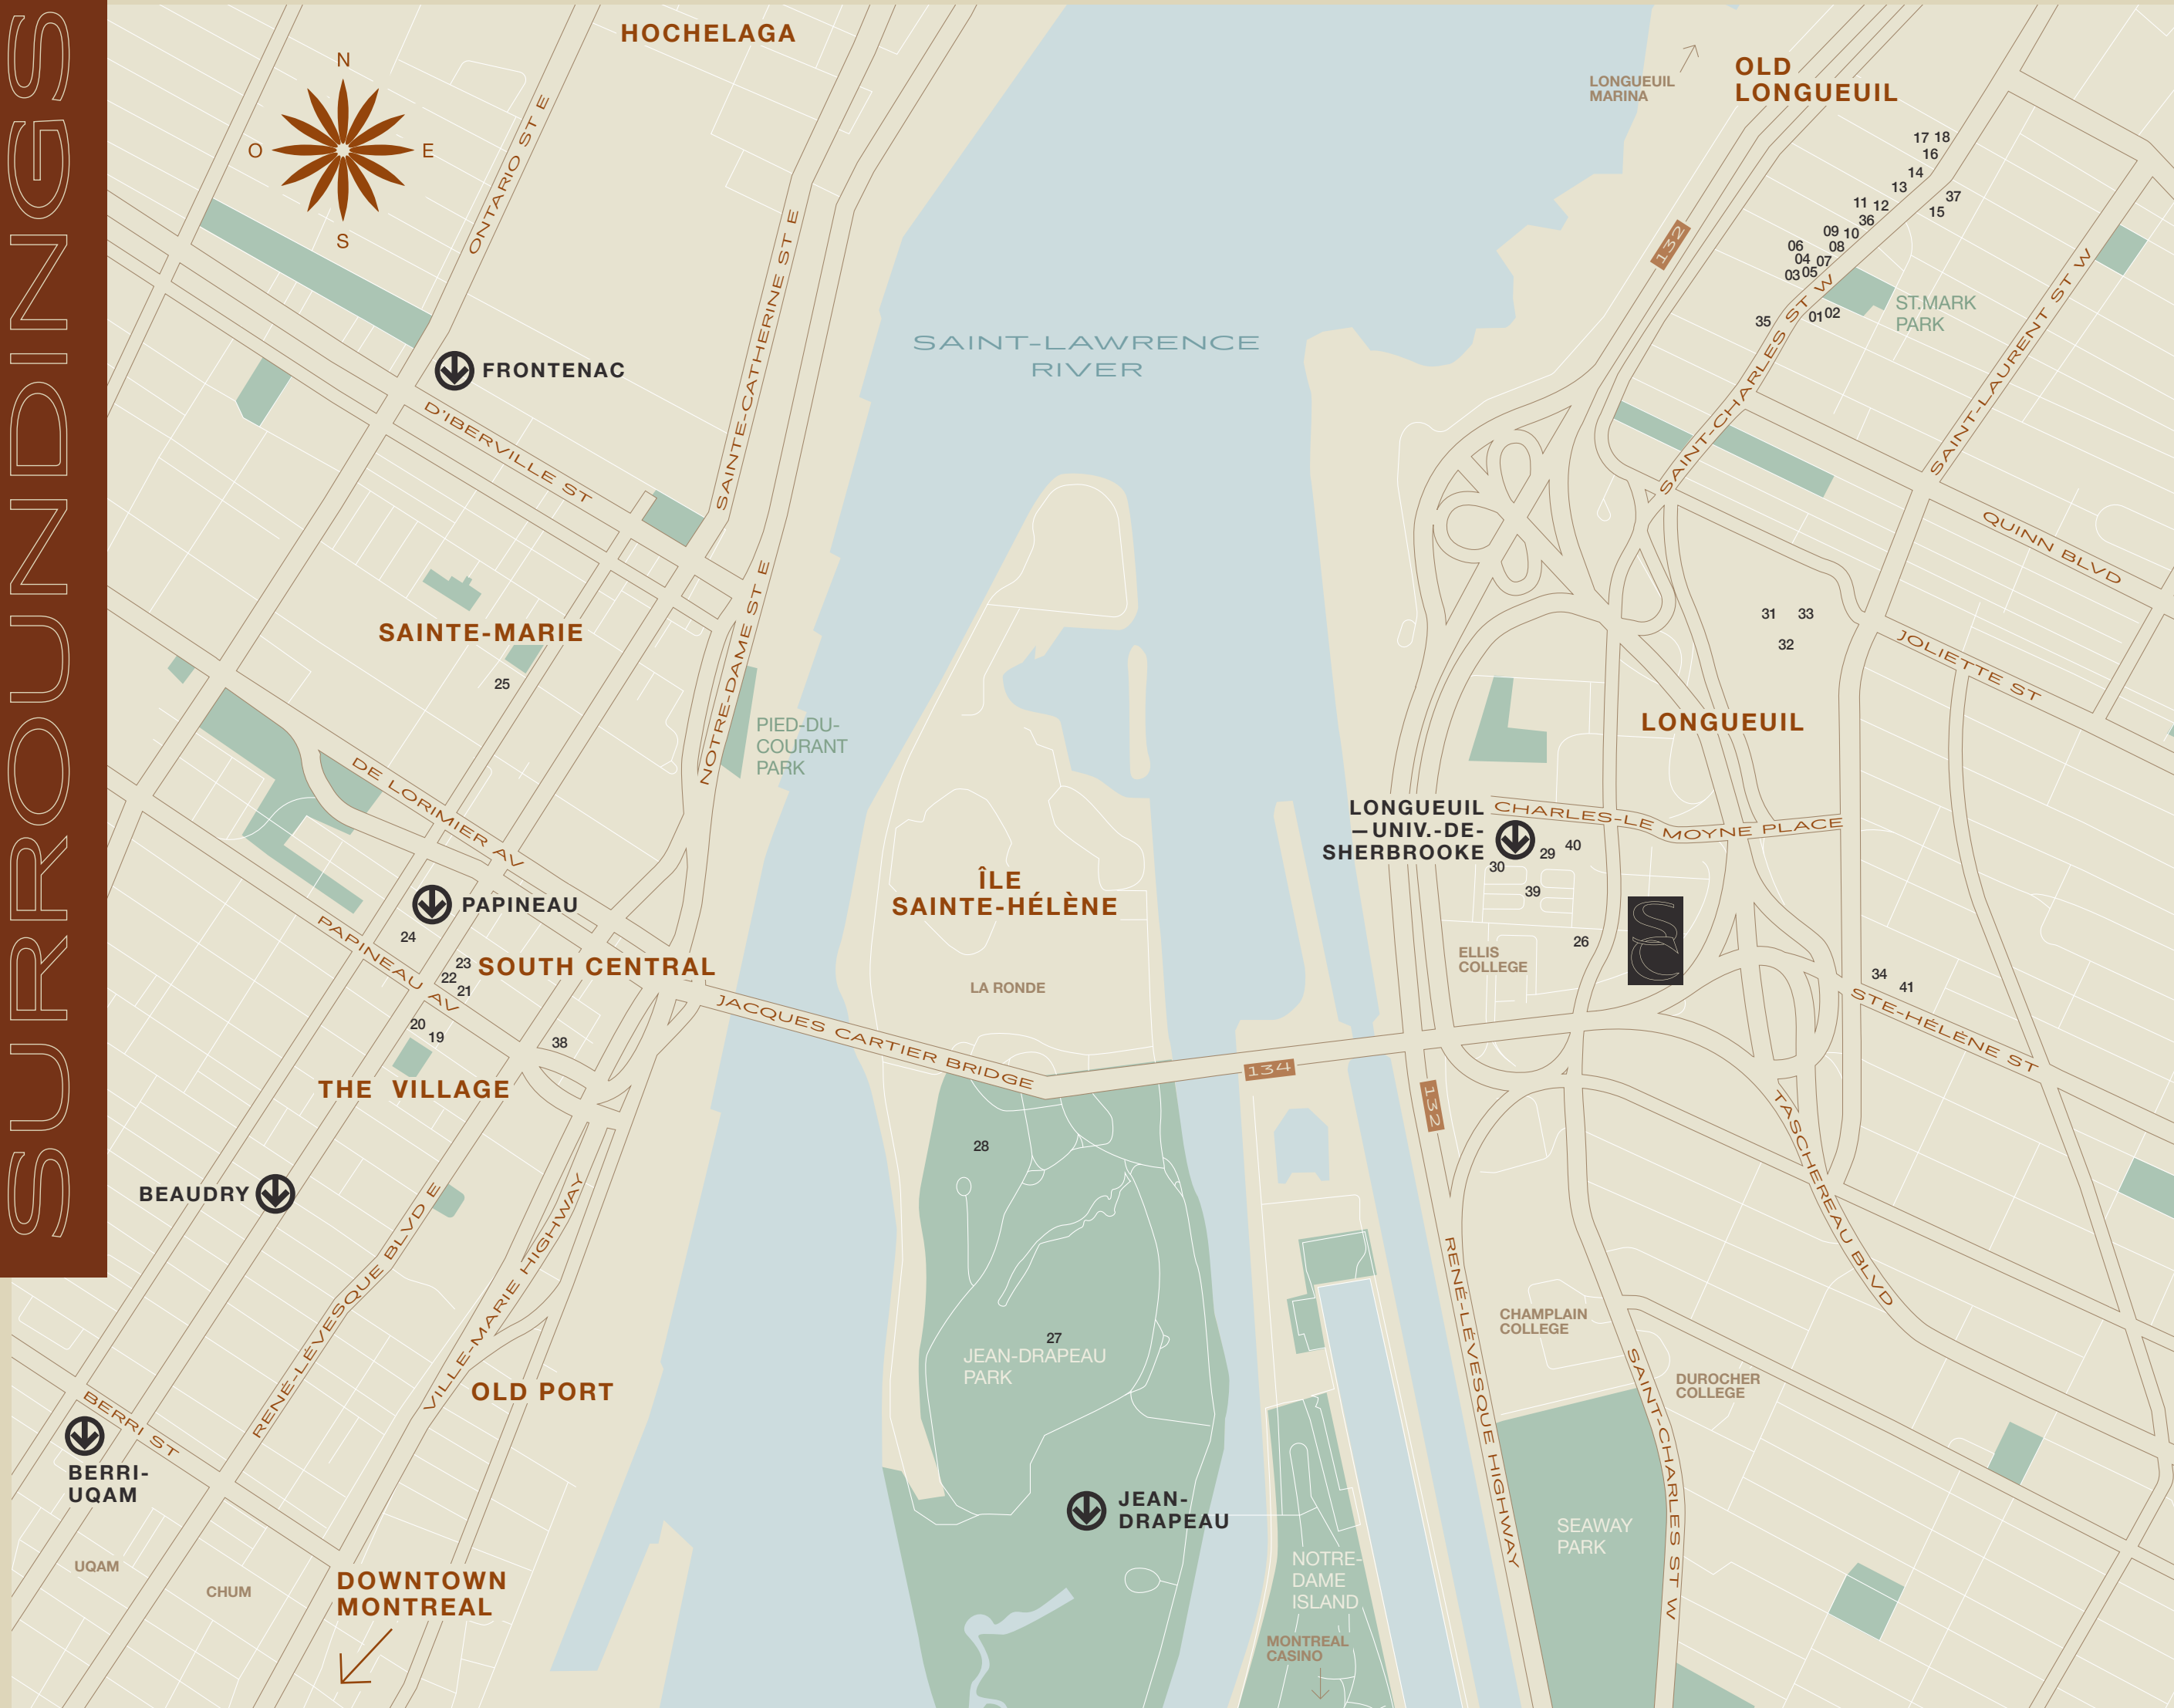 SURROUNDINGS
N
O
E
S
HOCHELAGA
ONTARIO ST E
SAINTE-CATHERINE ST E
FRONTENAC
D'IBERVILLE ST
SAINT-LAWRENCE
RIVER
LONGUEUIL
MARINA
OLD
LONGUEUIL
132
17 18
16
14
13
37
15
11 12
36
09 10
06
08
04 07
03 05
01 02
35
ST.MARK
PARK
SAINT-CHARLES ST W
SAINT-LAURENT ST W
QUINN BLVD
JOLIETTE ST
31
33
32
SAINTE-MARIE
25
NOTRE-DAME ST E
PIED-DU-
COURANT
PARK
LONGUEUIL
DE LORIMIER AV
CHARLES-LE MOYNE PLACE
LONGUEUIL
—UNIV.-DE-
SHERBROOKE
29
40
30
39
ÎLE
SAINTE-HÉLÈNE
LA RONDE
PAPINEAU
24
PAPINEAU AV
23
22
21
SOUTH CENTRAL
20
19
38
THE VILLAGE
JACQUES CARTIER BRIDGE
134
132
ELLIS
COLLEGE
26
SC
34
41
STE-HÉLÈNE ST
TASCHEREAU BLVD
28
BEAUDRY
RENÉ-LÉVESQUE BLVD E
VILLE-MARIE HIGHWAY
OLD PORT
27
JEAN-DRAPEAU
PARK
RENÉ-LÉVESQUE HIGHWAY
CHAMPLAIN
COLLEGE
DUROCHER
COLLEGE
SAINT-CHARLES ST W
BERRI ST
BERRI-
UQAM
JEAN-
DRAPEAU
SEAWAY
PARK
NOTRE-
DAME
ISLAND
UQAM
CHUM
DOWNTOWN
MONTREAL
MONTREAL
CASINO